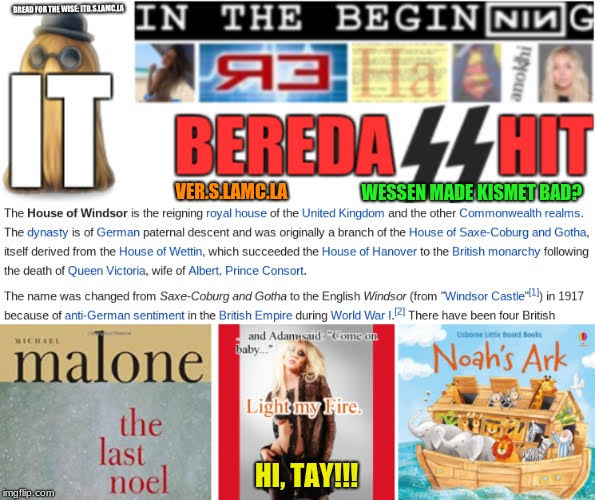 BREAD FOR THE WISE: ITB.S.LAMC.LA
IN THE BEGINNING
IT
ЯE Ha anokhi
BEREDA HIT
VER.S.LAMC.LA
WESSEN MADE KISMET BAD?
The House of Windsor is the reigning royal house of the United Kingdom and the other Commonwealth realms.
The dynasty is of German paternal descent and was originally a branch of the House of Saxe-Coburg and Gotha,
itself derived from the House of Wettin, which succeeded the House of Hanover to the British monarchy following
the death of Queen Victoria, wife of Albert, Prince Consort.
The name was changed from Saxe-Coburg and Gotha to the English Windsor (from "Windsor Castle"[1]) in 1917
because of anti-German sentiment in the British Empire during World War I.[2] There have been four British
MICHAEL
malone
the
last
noel
... and Adam said "Come on
baby..."
Light my Fire.
HI, TAY!!!
Usborne Little Board Books
Noah's Ark
imgflip.com